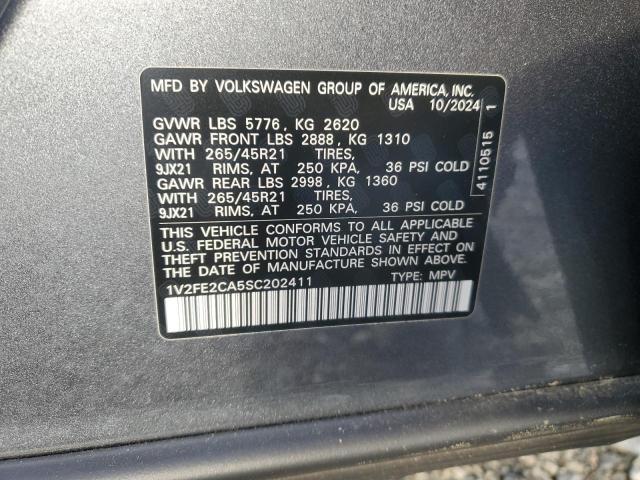 MFD BY VOLKSWAGEN GROUP OF AMERICA, INC.
USA 10/2024
GVWR LBS 5776, KG 2620
GAWR FRONT LBS 2888, KG 1310
WITH 265/45R21 TIRES,
9JX21 RIMS, AT 250 KPA, 36 PSI COLD
GAWR REAR LBS 2998, KG 1360
WITH 265/45R21 TIRES,
9JX21 RIMS, AT 250 KPA, 36 PSI COLD
THIS VEHICLE CONFORMS TO ALL APPLICABLE
U.S. FEDERAL MOTOR VEHICLE SAFETY AND
THEFT PREVENTION STANDARDS IN EFFECT ON
THE DATE OF MANUFACTURE SHOWN ABOVE.
1V2FE2CA5SC202411 TYPE: MPV
4110515 1